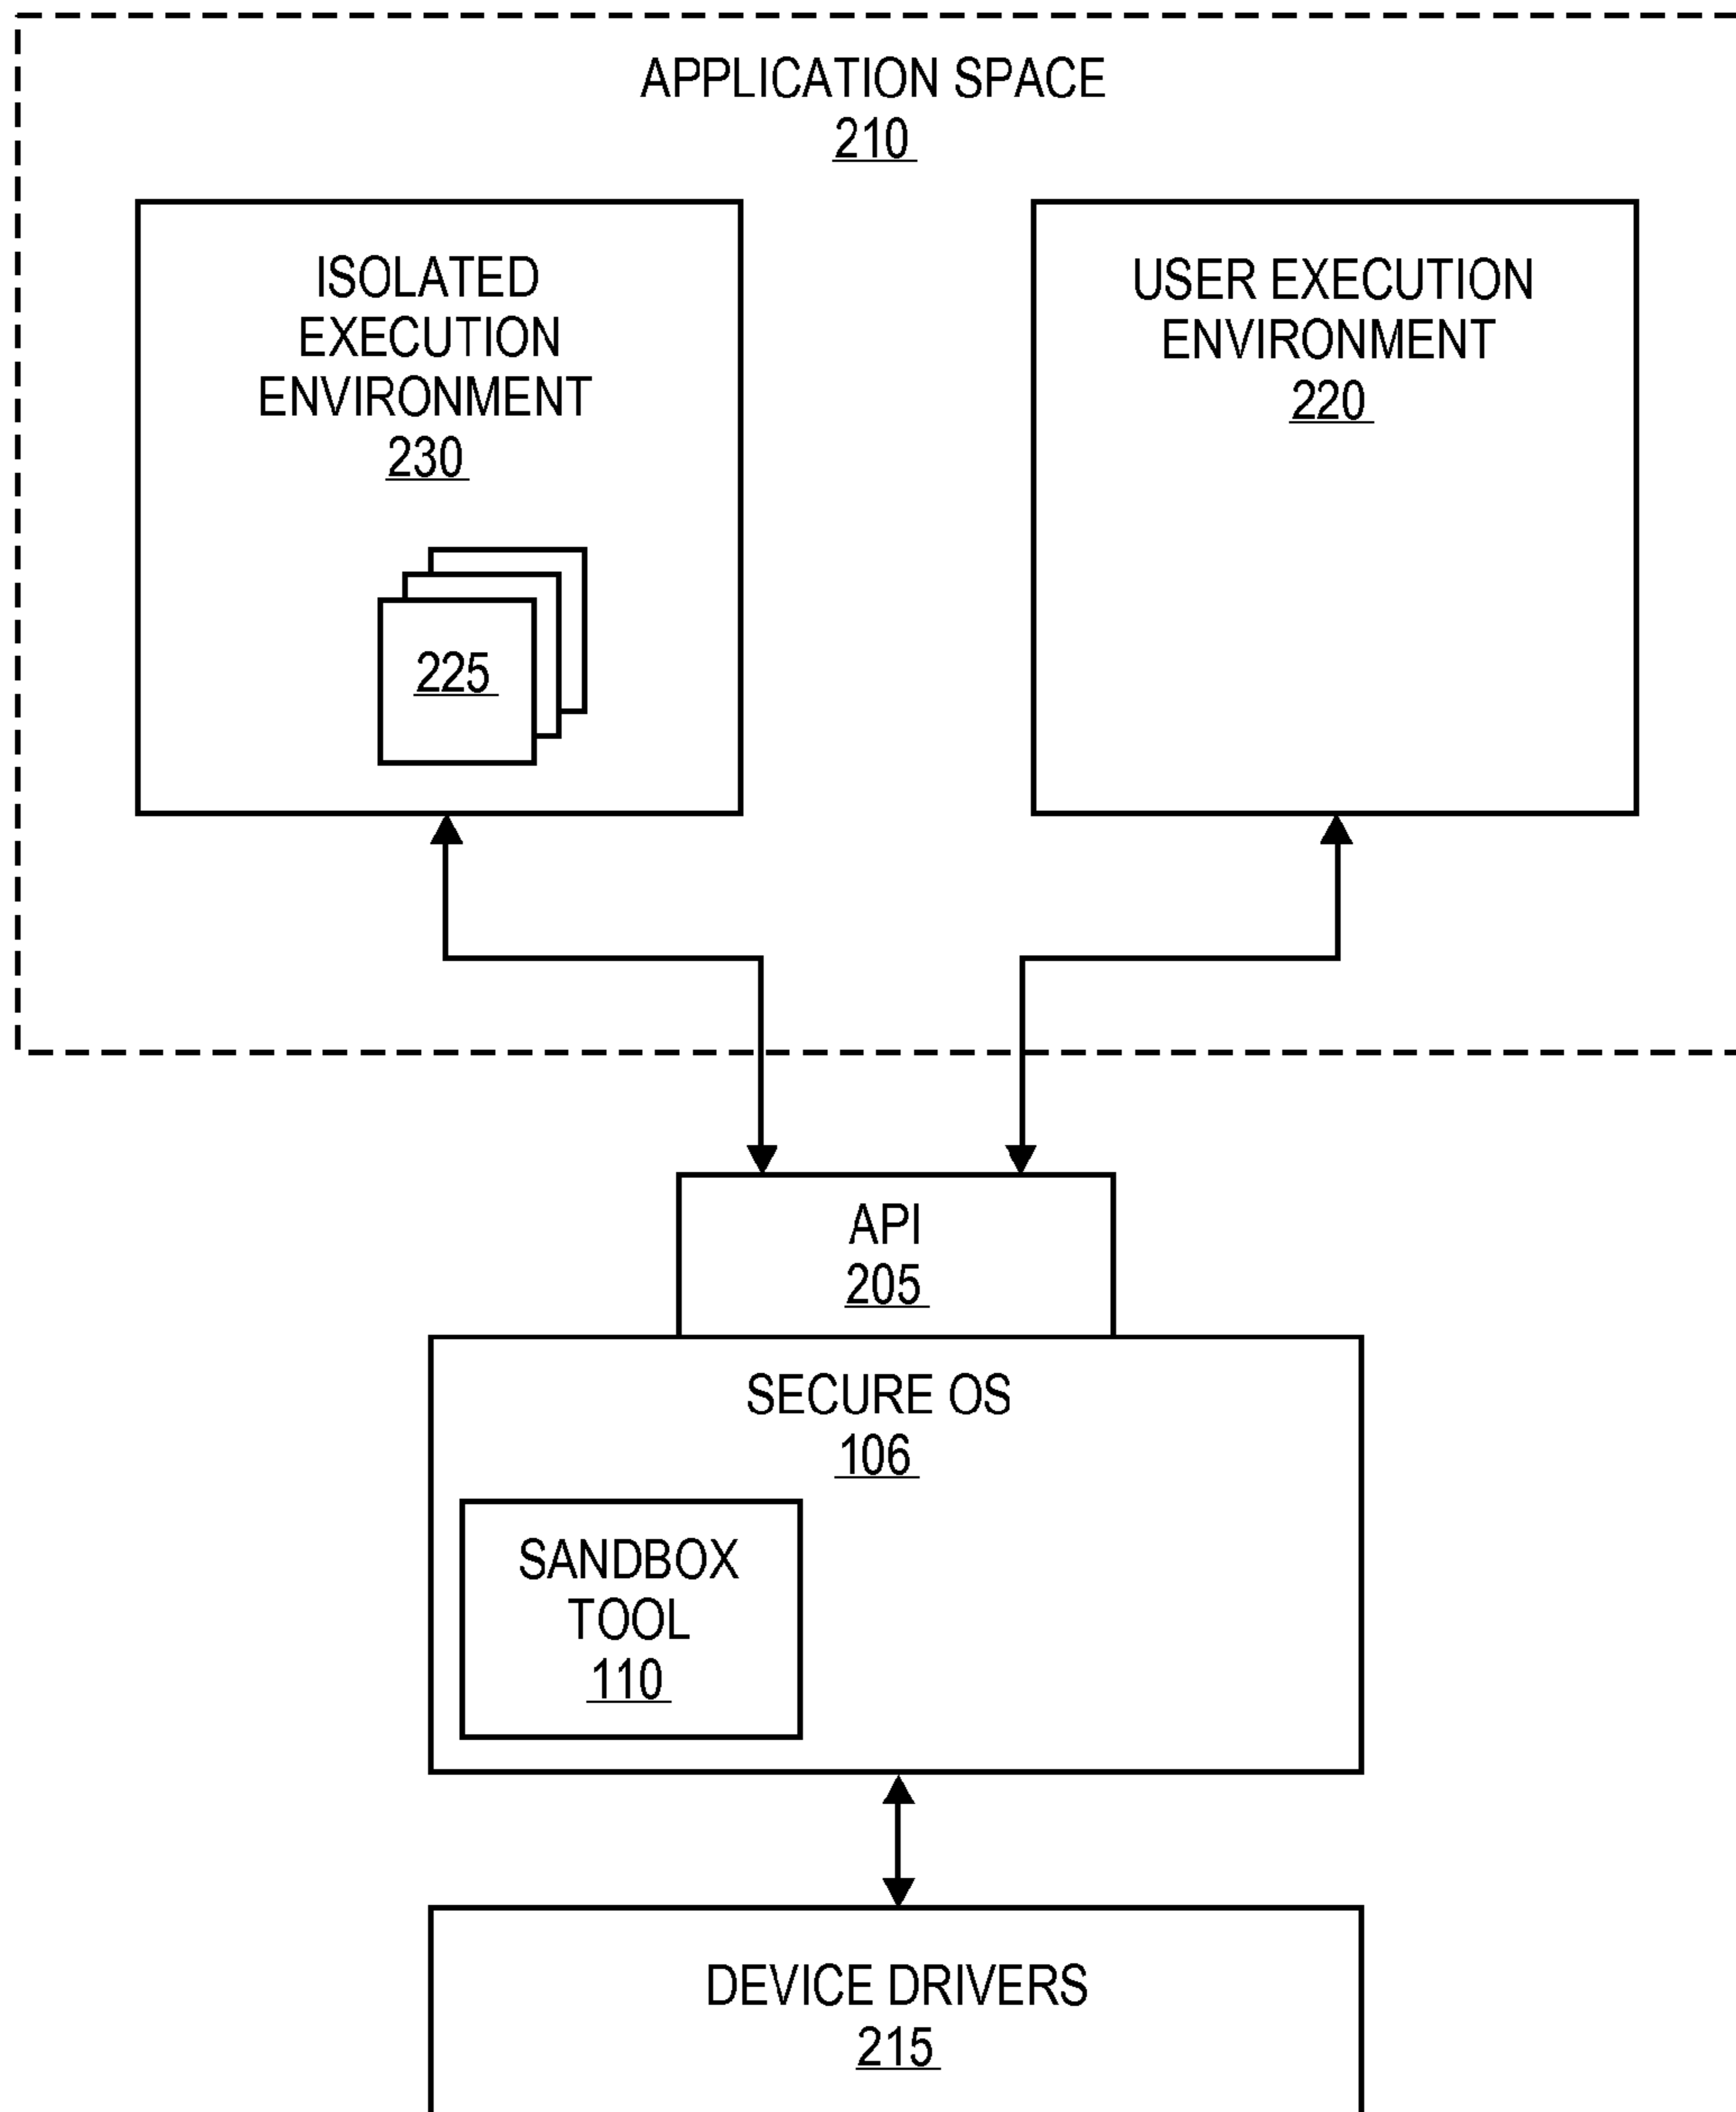 APPLICATION SPACE
210
ISOLATED
EXECUTION
ENVIRONMENT
230
225
USER EXECUTION
ENVIRONMENT
220
API
205
SECURE OS
106
SANDBOX
TOOL
110
DEVICE DRIVERS
215